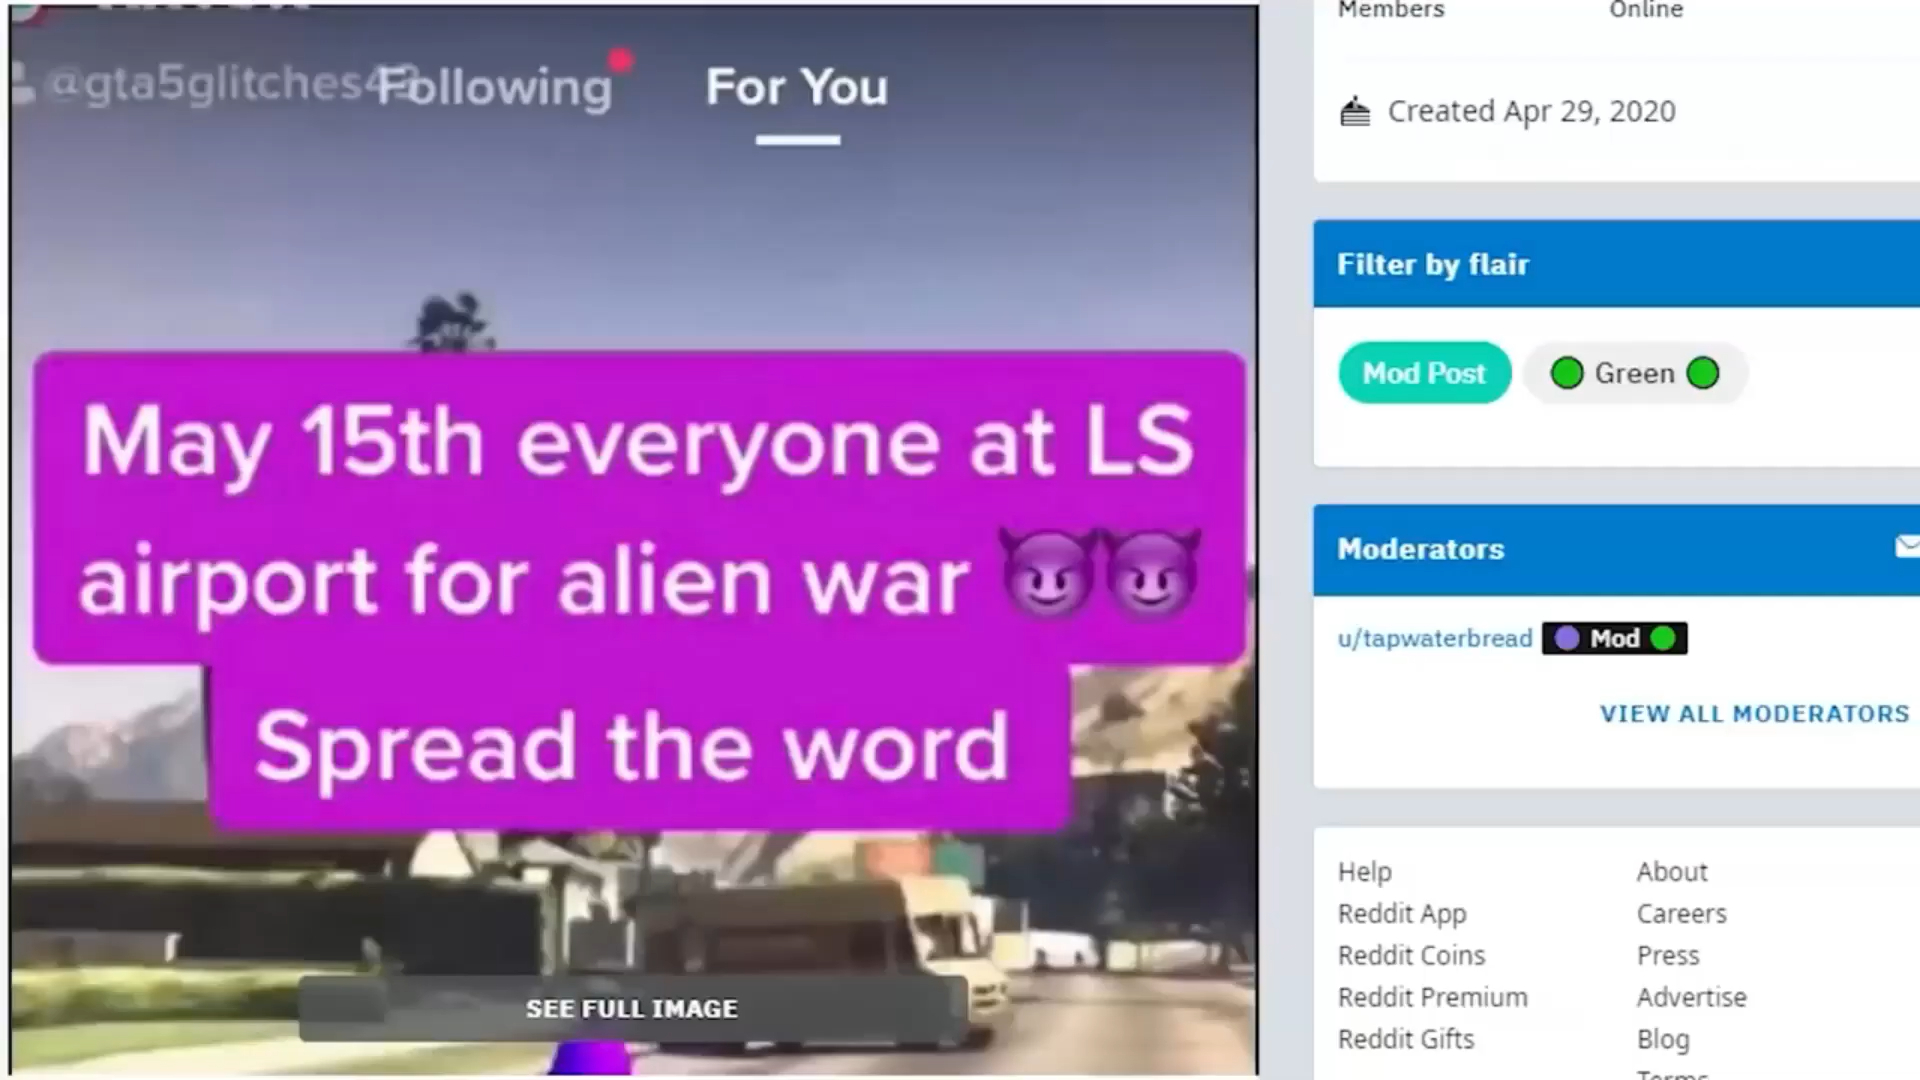 @gta5glitches43
Following
For You
May 15th everyone at LS
airport for alien war 😈😈
Spread the word
SEE FULL IMAGE
Members Online
Created Apr 29, 2020
Filter by flair
Mod Post
Green
Moderators
u/tapwaterbread Mod
VIEW ALL MODERATORS
Help About
Reddit App Careers
Reddit Coins Press
Reddit Premium Advertise
Reddit Gifts Blog
Terms